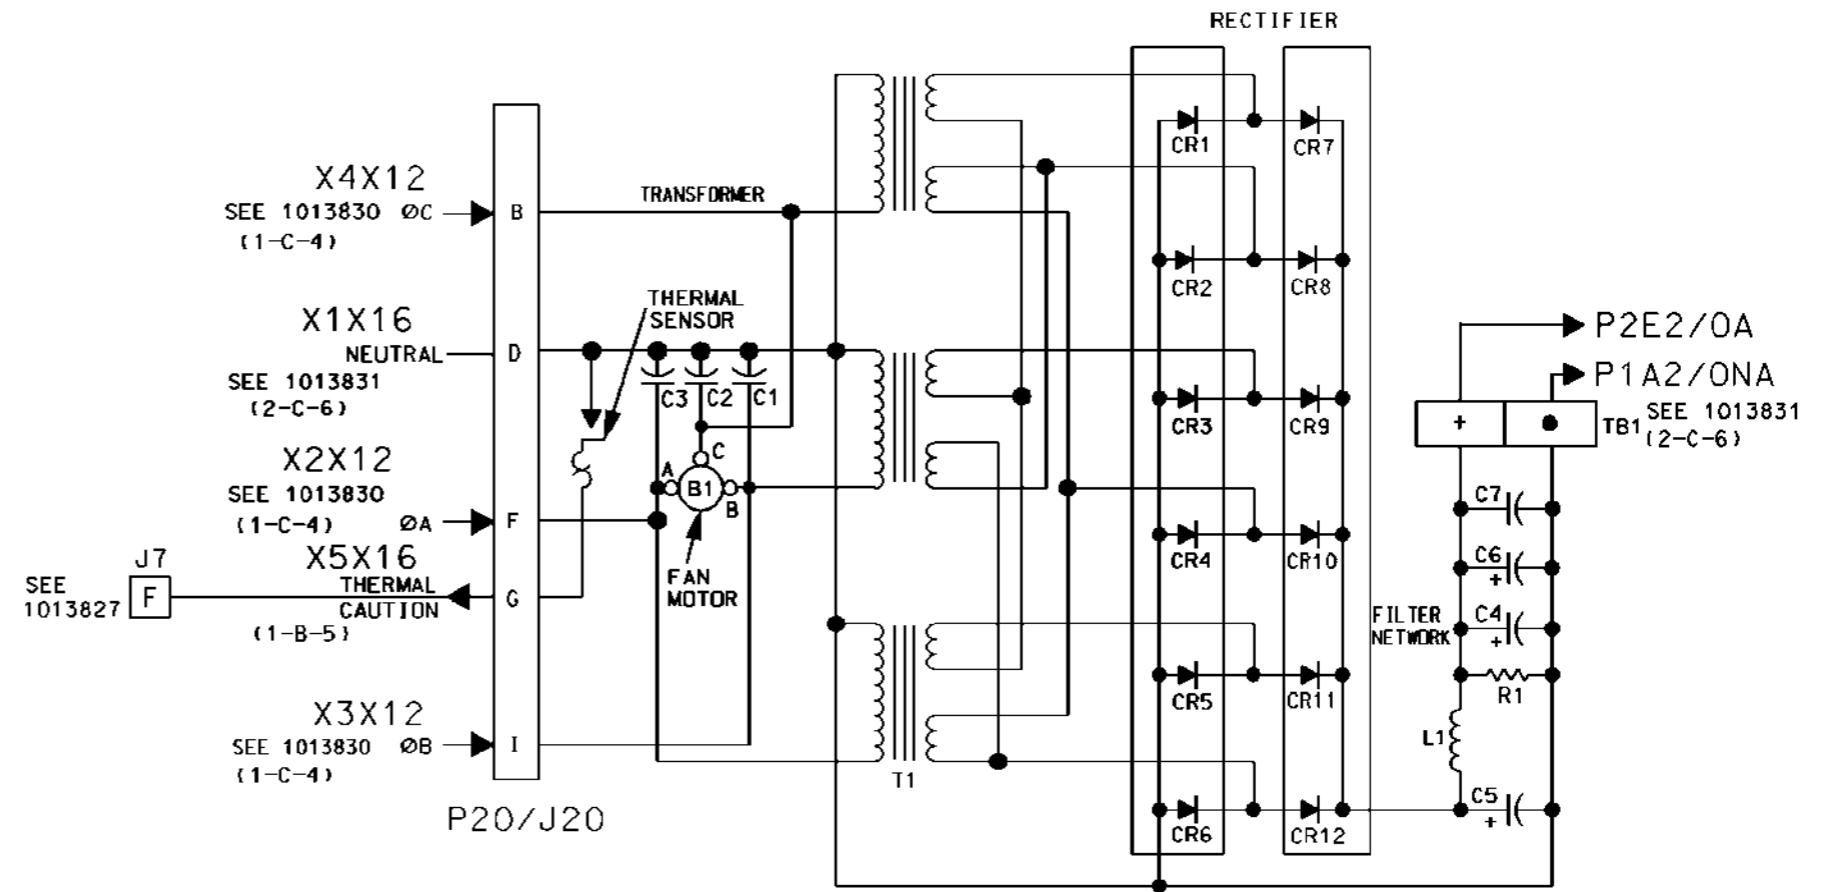 RECTIFIER
CR1
CR7
X4X12
SEE 1013830 ØC
(1-C-4)
B
TRANSFORMER
CR2
CR8
X1X16
NEUTRAL
SEE 1013831
(2-C-6)
D
THERMAL
SENSOR
C3
C2
C1
CR3
CR9
P2E2/0A
P1A2/0NA
+
TB1
SEE 1013831
(2-C-6)
X2X12
SEE 1013830
(1-C-4)
ØA
F
A
B1
C
B
FAN
MOTOR
CR4
CR10
C7
C6
+
C4
+
FILTER
NETWORK
R1
J7
SEE
1013827
F
X5X16
THERMAL
CAUTION
(1-B-5)
G
CR5
CR11
L1
X3X12
SEE 1013830 ØB
(1-C-4)
I
T1
C5
+
P20/J20
CR6
CR12